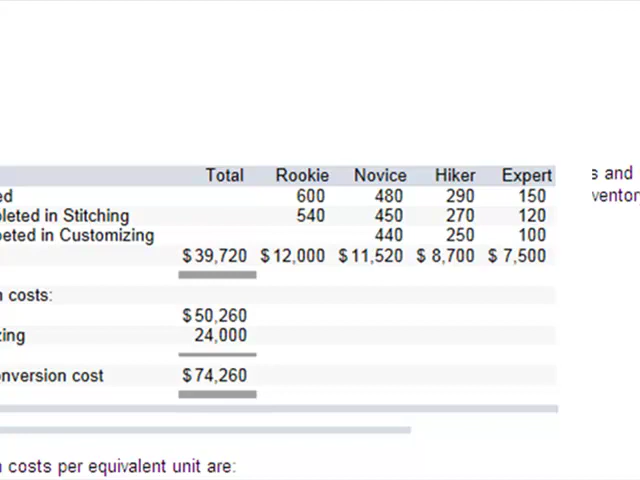 Total Rookie Novice Hiker Expert
ed 600 480 290 150
leted in Stitching 540 450 270 120
eted in Customizing 440 250 100
$39,720 $12,000 $11,520 $ 8,700 $ 7,500
costs:
$50,260
zing 24,000
onversion cost $74,260
costs per equivalent unit are:
s and
ventor